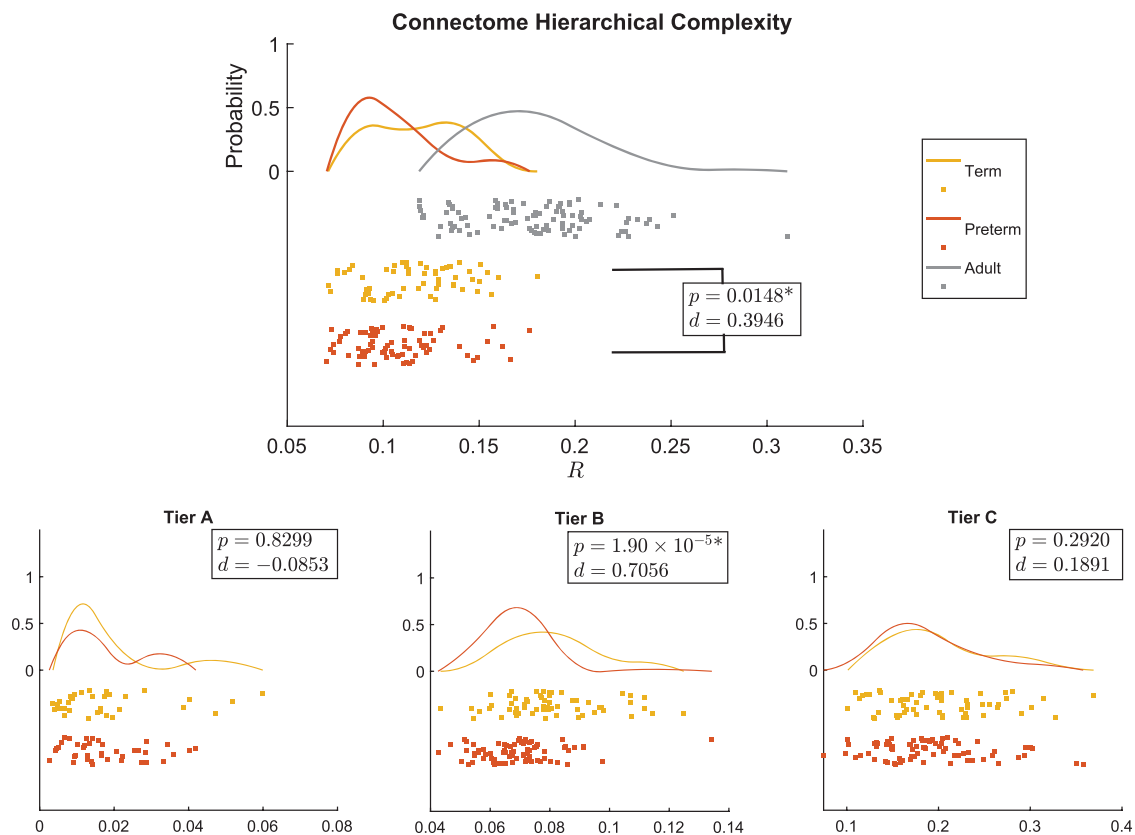 Connectome Hierarchical Complexity
Probability
1
0.5
0
Term
Preterm
Adult
p = 0.0148*
d = 0.3946
0.05 0.1 0.15 0.2 0.25 0.3 0.35
R
Tier A
p = 0.8299
d = −0.0853
1
0.5
0
0 0.02 0.04 0.06 0.08
Tier B
p = 1.90 × 10⁻⁵*
d = 0.7056
1
0.5
0
0.04 0.06 0.08 0.1 0.12 0.14
Tier C
p = 0.2920
d = 0.1891
1
0.5
0
0.1 0.2 0.3 0.4